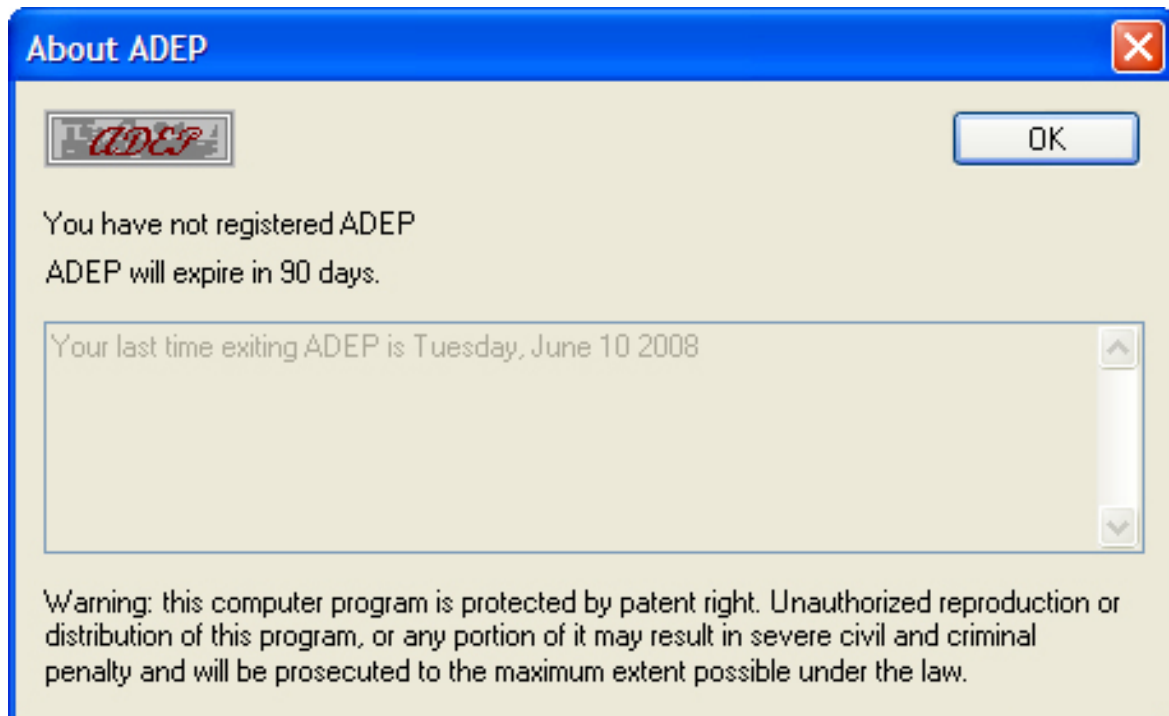 About ADEP
ADEP
OK
You have not registered ADEP
ADEP will expire in 90 days.
Your last time exiting ADEP is Tuesday, June 10 2008
Warning: this computer program is protected by patent right. Unauthorized reproduction or
distribution of this program, or any portion of it may result in severe civil and criminal
penalty and will be prosecuted to the maximum extent possible under the law.